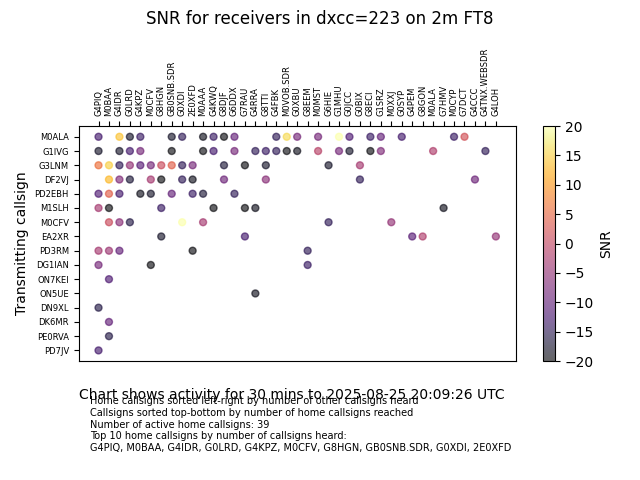 SNR for receivers in dxcc=223 on 2m FT8
G4PIQ M0BAA G4IDR G0LRD G4KPZ M0CFV G8HGN GB0SNB.SDR G0XDI 2E0XFD M0AAA G4KWQ G8DJF G6DDX G7RAU G4RRA G8TTI G4FBK M0VOB.SDR G0XBU G8EEM M0MST G6HIE G1MHU G0JCC G0BIX G8ECI G1SRZ M0XXJ G0SYP G4PEM G8GON M0ALA G7HMV M0CYP G7DCT G4CCC G4TNX.WEBSDR G4LOH
M0ALA
G1IVG
G3LNM
DF2VJ
PD2EBH
M1SLH
M0CFV
EA2XR
PD3RM
DG1IAN
ON7KEI
ON5UE
DN9XL
DK6MR
PE0RVA
PD7JV
Transmitting callsign
20
15
10
5
0
−5
−10
−15
−20
SNR
Chart shows activity for 30 mins to 2025-08-25 20:09:26 UTC
Home callsigns sorted left-right by number of other callsigns heard
Callsigns sorted top-bottom by number of home callsigns reached
Number of active home callsigns: 39
Top 10 home callsigns by number of callsigns heard:
G4PIQ, M0BAA, G4IDR, G0LRD, G4KPZ, M0CFV, G8HGN, GB0SNB.SDR, G0XDI, 2E0XFD